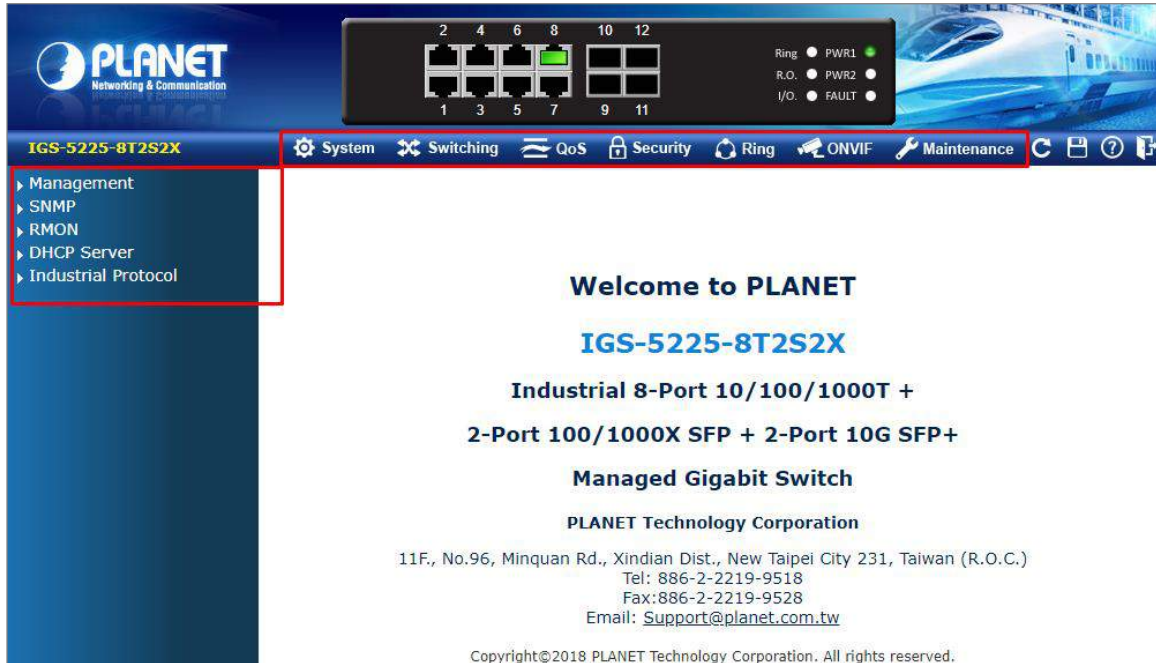 2 4 6 8 10 12
PLANET
Networking & Communication
Ring PWR1
R.O. PWR2
I/O. FAULT
1 3 5 7 9 11
IGS-5225-8T2S2X
System Switching QoS Security Ring ONVIF Maintenance
Management
SNMP
RMON
DHCP Server
Industrial Protocol
Welcome to PLANET
IGS-5225-8T2S2X
Industrial 8-Port 10/100/1000T +
2-Port 100/1000X SFP + 2-Port 10G SFP+
Managed Gigabit Switch
PLANET Technology Corporation
11F., No.96, Minquan Rd., Xindian Dist., New Taipei City 231, Taiwan (R.O.C.)
Tel: 886-2-2219-9518
Fax:886-2-2219-9528
Email: Support@planet.com.tw
Copyright©2018 PLANET Technology Corporation. All rights reserved.